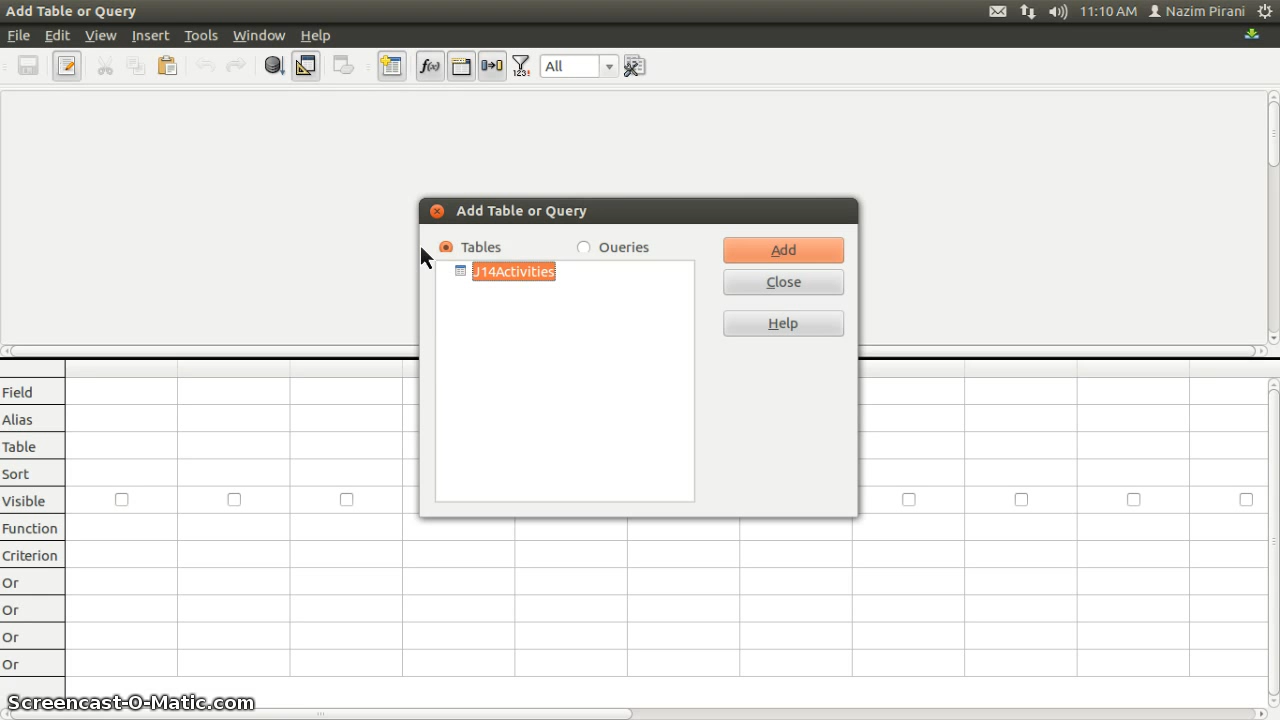 Add Table or Query
11:10 AM Nazim Pirani
File Edit View Insert Tools Window Help
f(x) 123! All
Add Table or Query
Tables Queries Add
J14Activities
Close
Help
Field
Alias
Table
Sort
Visible
Function
Criterion
Or
Or
Or
Or
Screencast-O-Matic.com